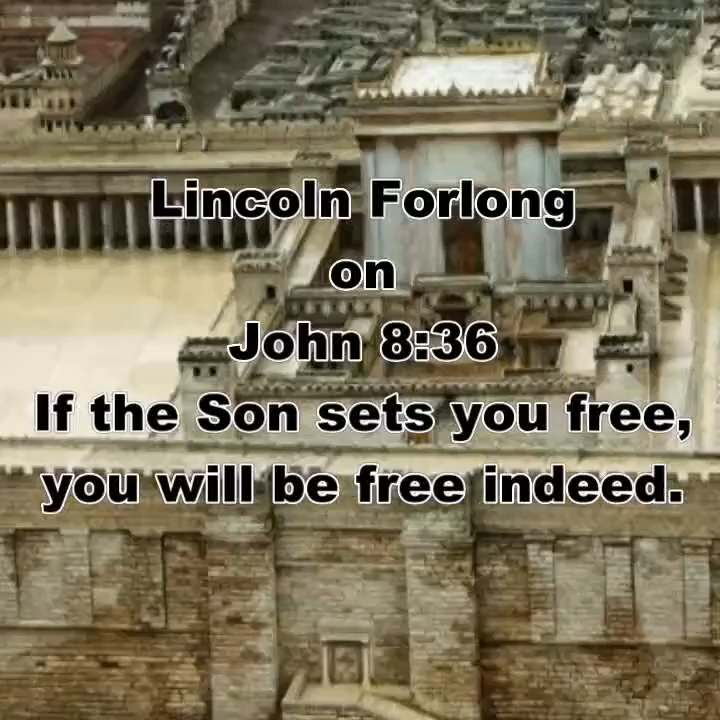 Lincoln Forlong
on
John 8:36
If the Son sets you free,
you will be free indeed.